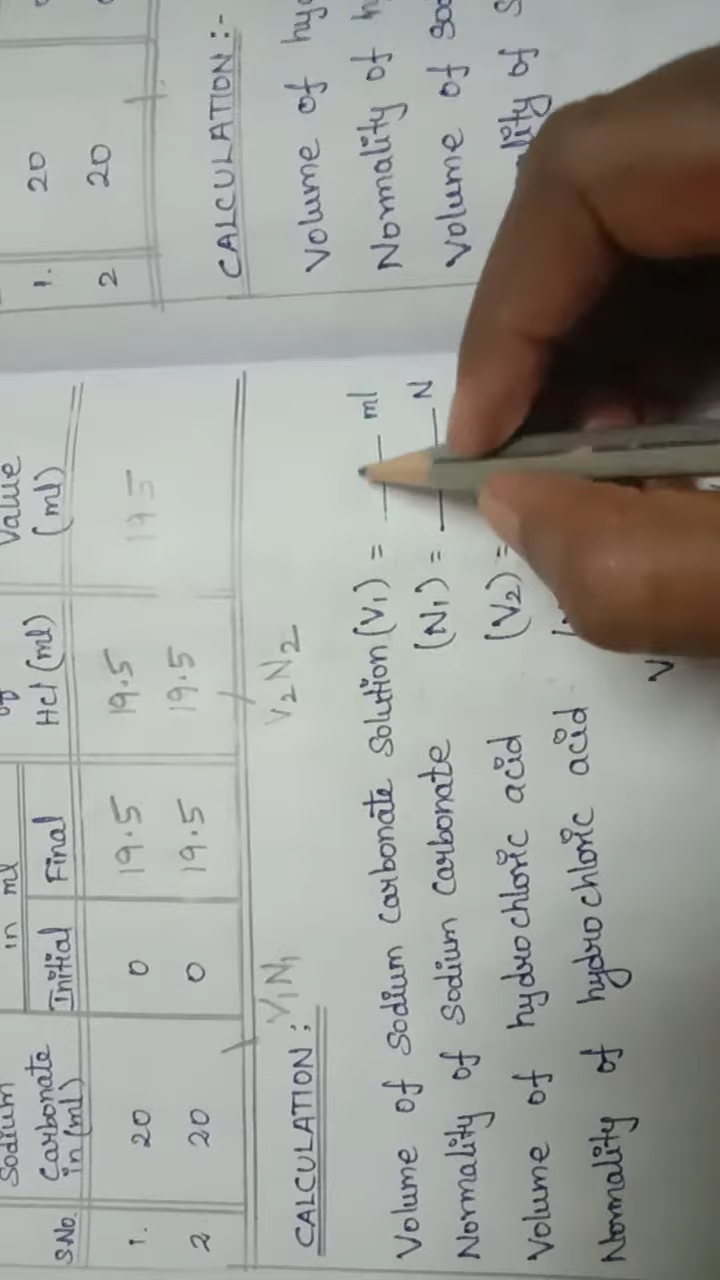 Sodium
in ml
of
Value
S.No.
Carbonate
in (ml)
Initial
Final
HCl (ml)
(ml)
1.
20
0
19.5
19.5
2
20
0
19.5
19.5
V1N1
V2N2
CALCULATION :
Volume of Sodium Carbonate Solution (V1) = ml
Normality of Sodium Carbonate (N1) = N
Volume of hydrochloric acid (V2) =
Normality of hydrochloric acid
V
1.
20
2
20
CALCULATION :-
Volume of
Normality of
Volume of
of